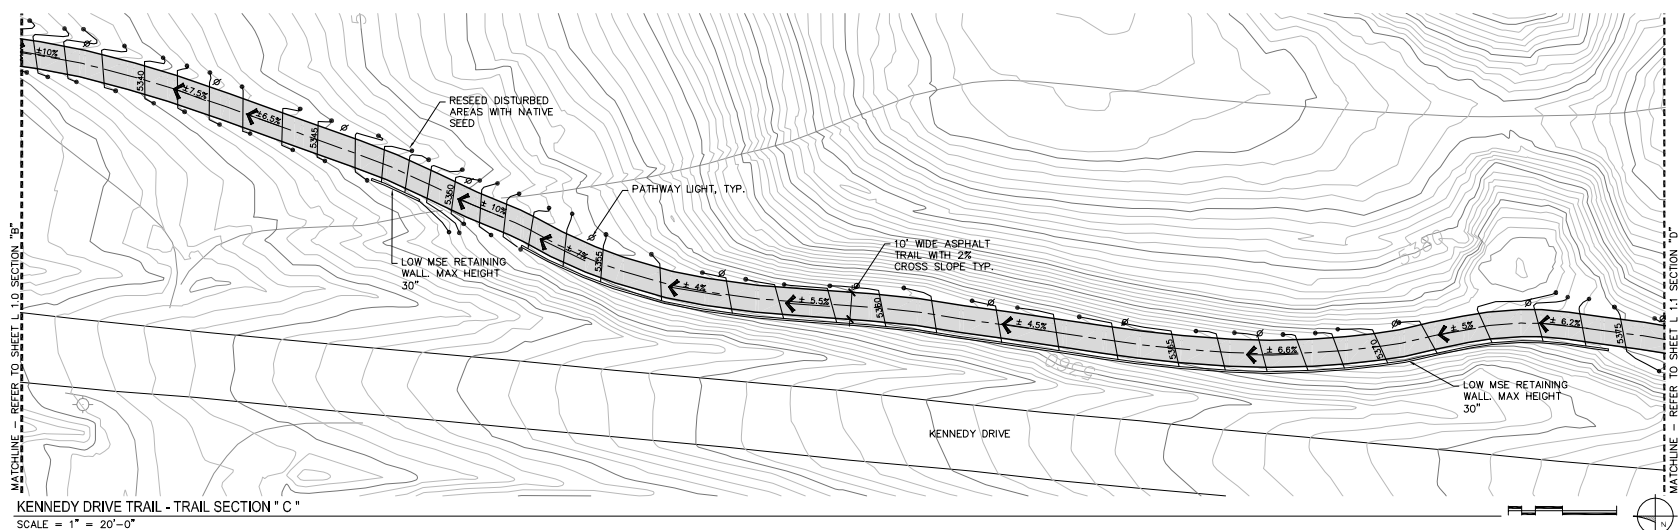 ±10%
5340
±7.5%
±6.5%
5345
RESEED DISTURBED
AREAS WITH NATIVE
SEED
5350
± 10%
PATHWAY LIGHT, TYP.
LOW MSE RETAINING
WALL. MAX HEIGHT
30"
± 7%
5355
± 4%
10' WIDE ASPHALT
TRAIL WITH 2%
CROSS SLOPE TYP.
± 5.5%
5360
± 4.5%
5380
5360
5365
± 6.6%
5370
± 5%
± 6.2%
5375
LOW MSE RETAINING
WALL. MAX HEIGHT
30"
KENNEDY DRIVE
MATCHLINE - REFER TO SHEET L 1.0 SECTION "B"
MATCHLINE - REFER TO SHEET L 1.1 SECTION "D"
KENNEDY DRIVE TRAIL - TRAIL SECTION " C "
SCALE = 1" = 20'-0"